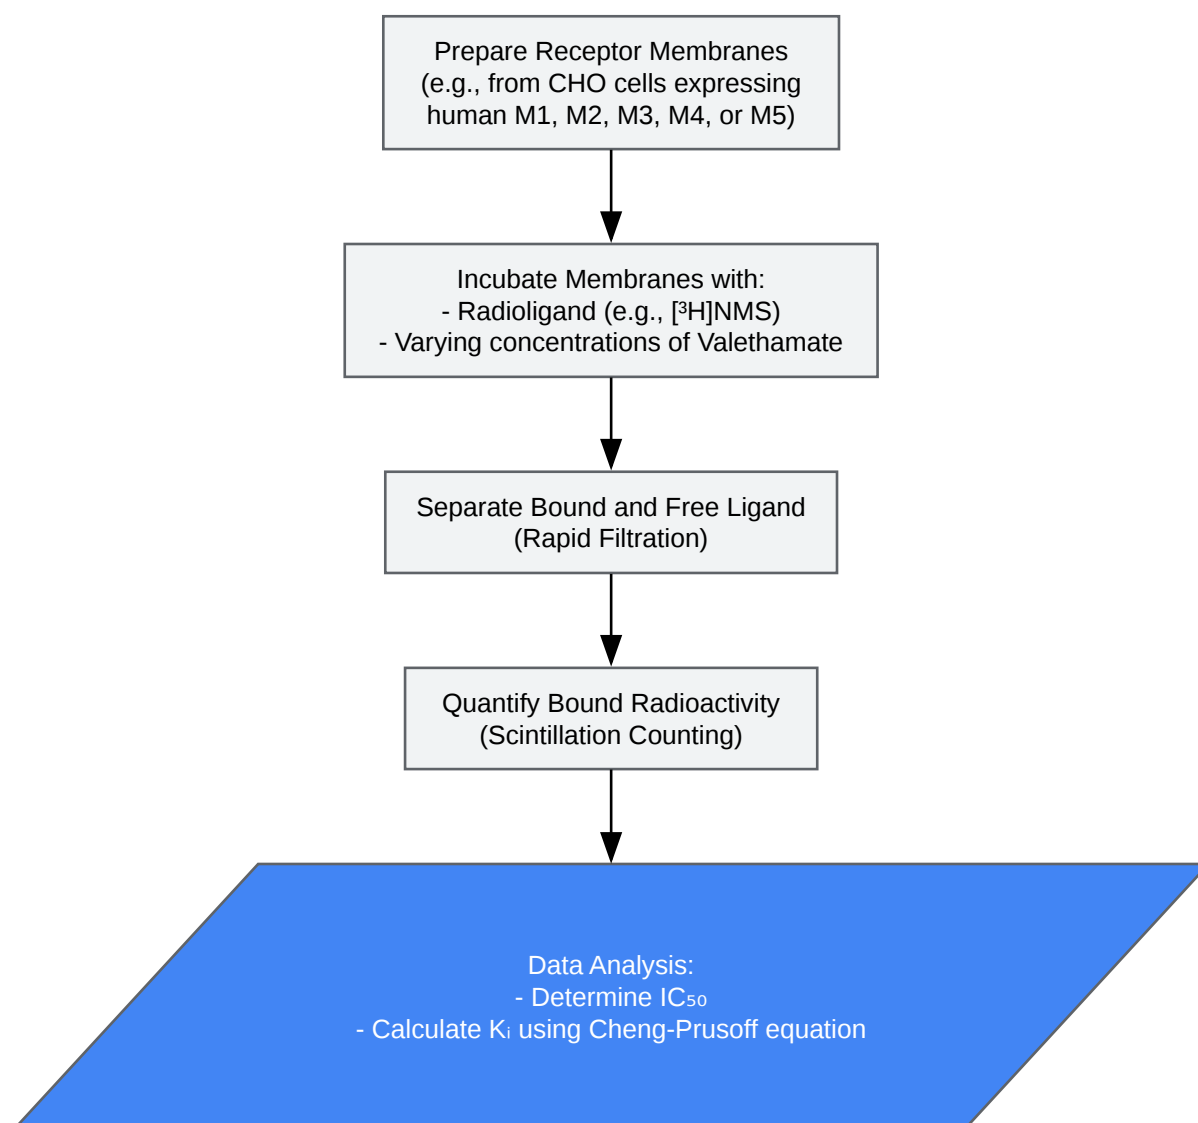 Prepare Receptor Membranes
(e.g., from CHO cells expressing
human M1, M2, M3, M4, or M5)
Incubate Membranes with:
- Radioligand (e.g., [³H]NMS)
- Varying concentrations of Valethamate
Separate Bound and Free Ligand
(Rapid Filtration)
Quantify Bound Radioactivity
(Scintillation Counting)
Data Analysis:
- Determine IC₅₀
- Calculate Kᵢ using Cheng-Prusoff equation